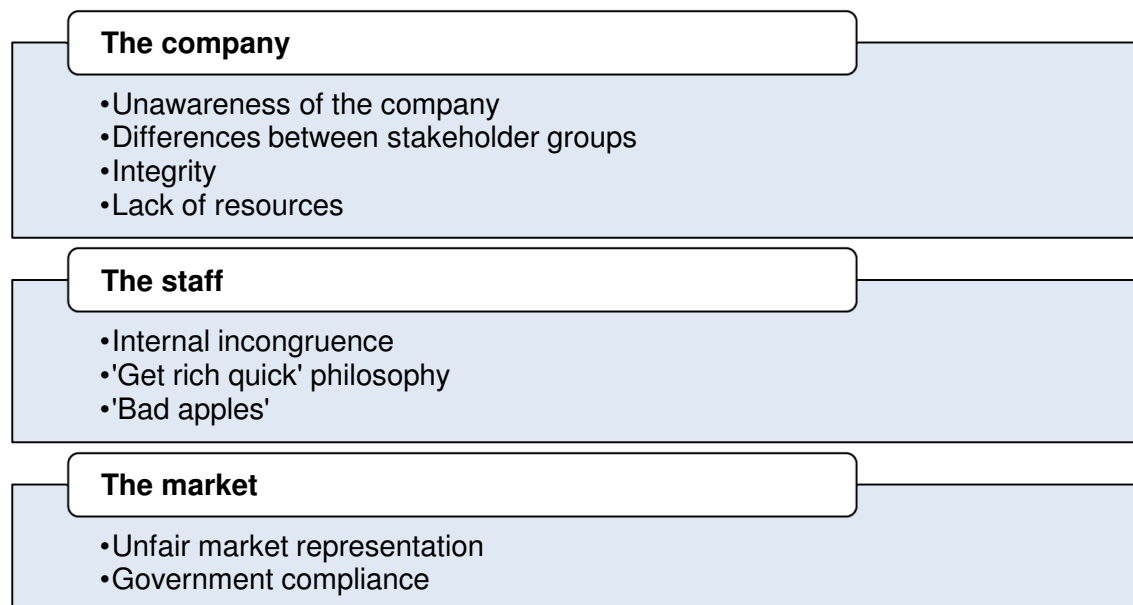 The company
•Unawareness of the company
•Differences between stakeholder groups
•Integrity
•Lack of resources
The staff
•Internal incongruence
•'Get rich quick' philosophy
•'Bad apples'
The market
•Unfair market representation
•Government compliance